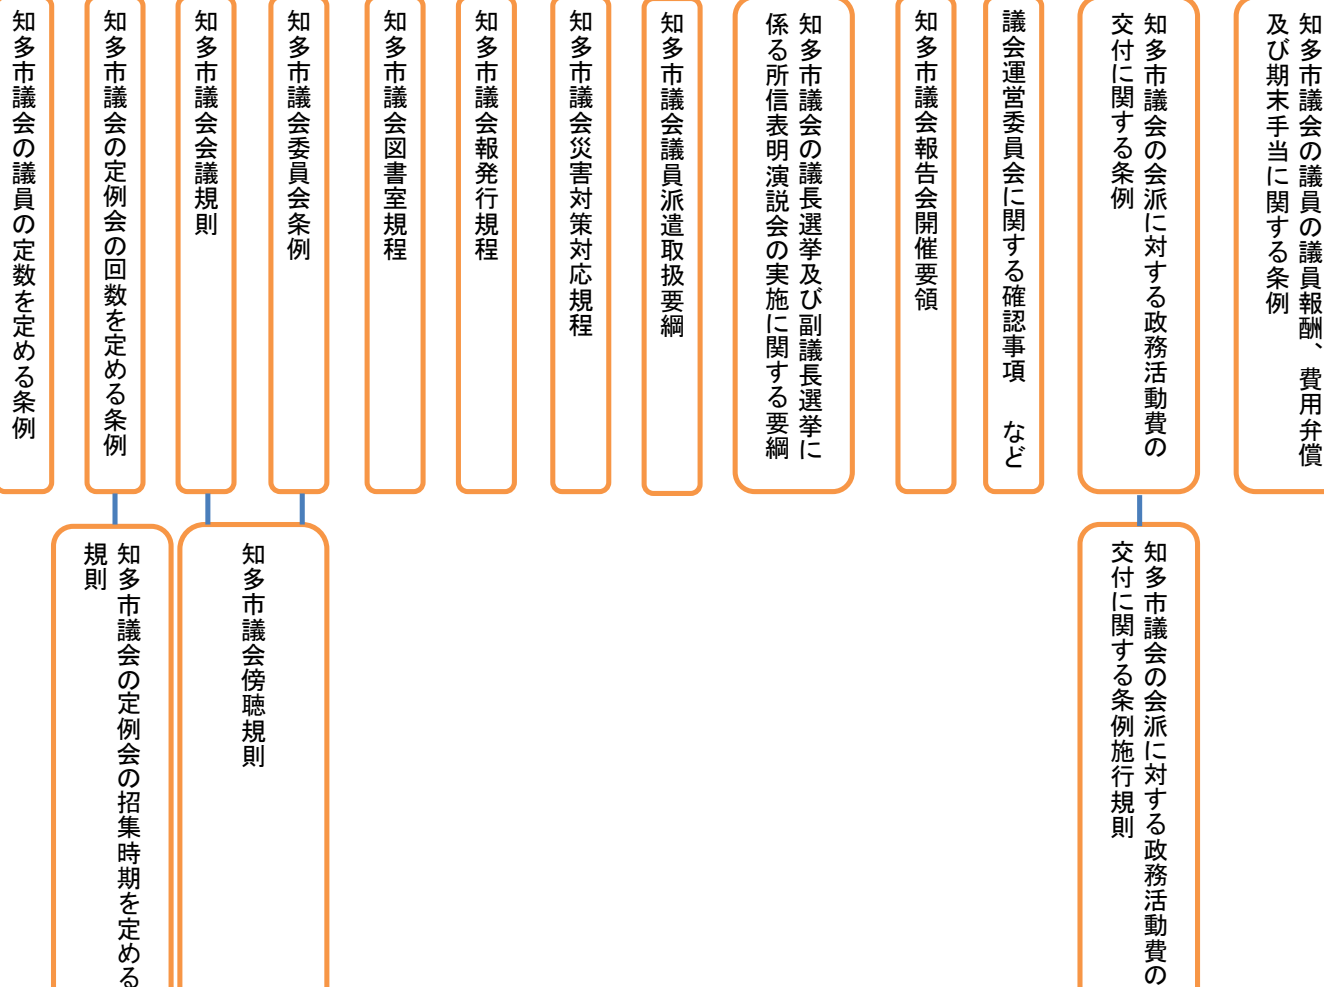 知多市議会の議員の議員報酬、費用弁償
及び期末手当に関する条例
知多市議会の会派に対する政務活動費の
交付に関する条例
議会運営委員会に関する確認事項　など
知多市議会報告会開催要領
知多市議会の議長選挙及び副議長選挙に
係る所信表明演説会の実施に関する要綱
知多市議会議員派遣取扱要綱
知多市議会災害対策対応規程
知多市議会報発行規程
知多市議会図書室規程
知多市議会委員会条例
知多市議会会議規則
知多市議会の定例会の回数を定める条例
知多市議会の議員の定数を定める条例
知多市議会の会派に対する政務活動費の
交付に関する条例施行規則
知多市議会傍聴規則
知多市議会の定例会の招集時期を定める
規則